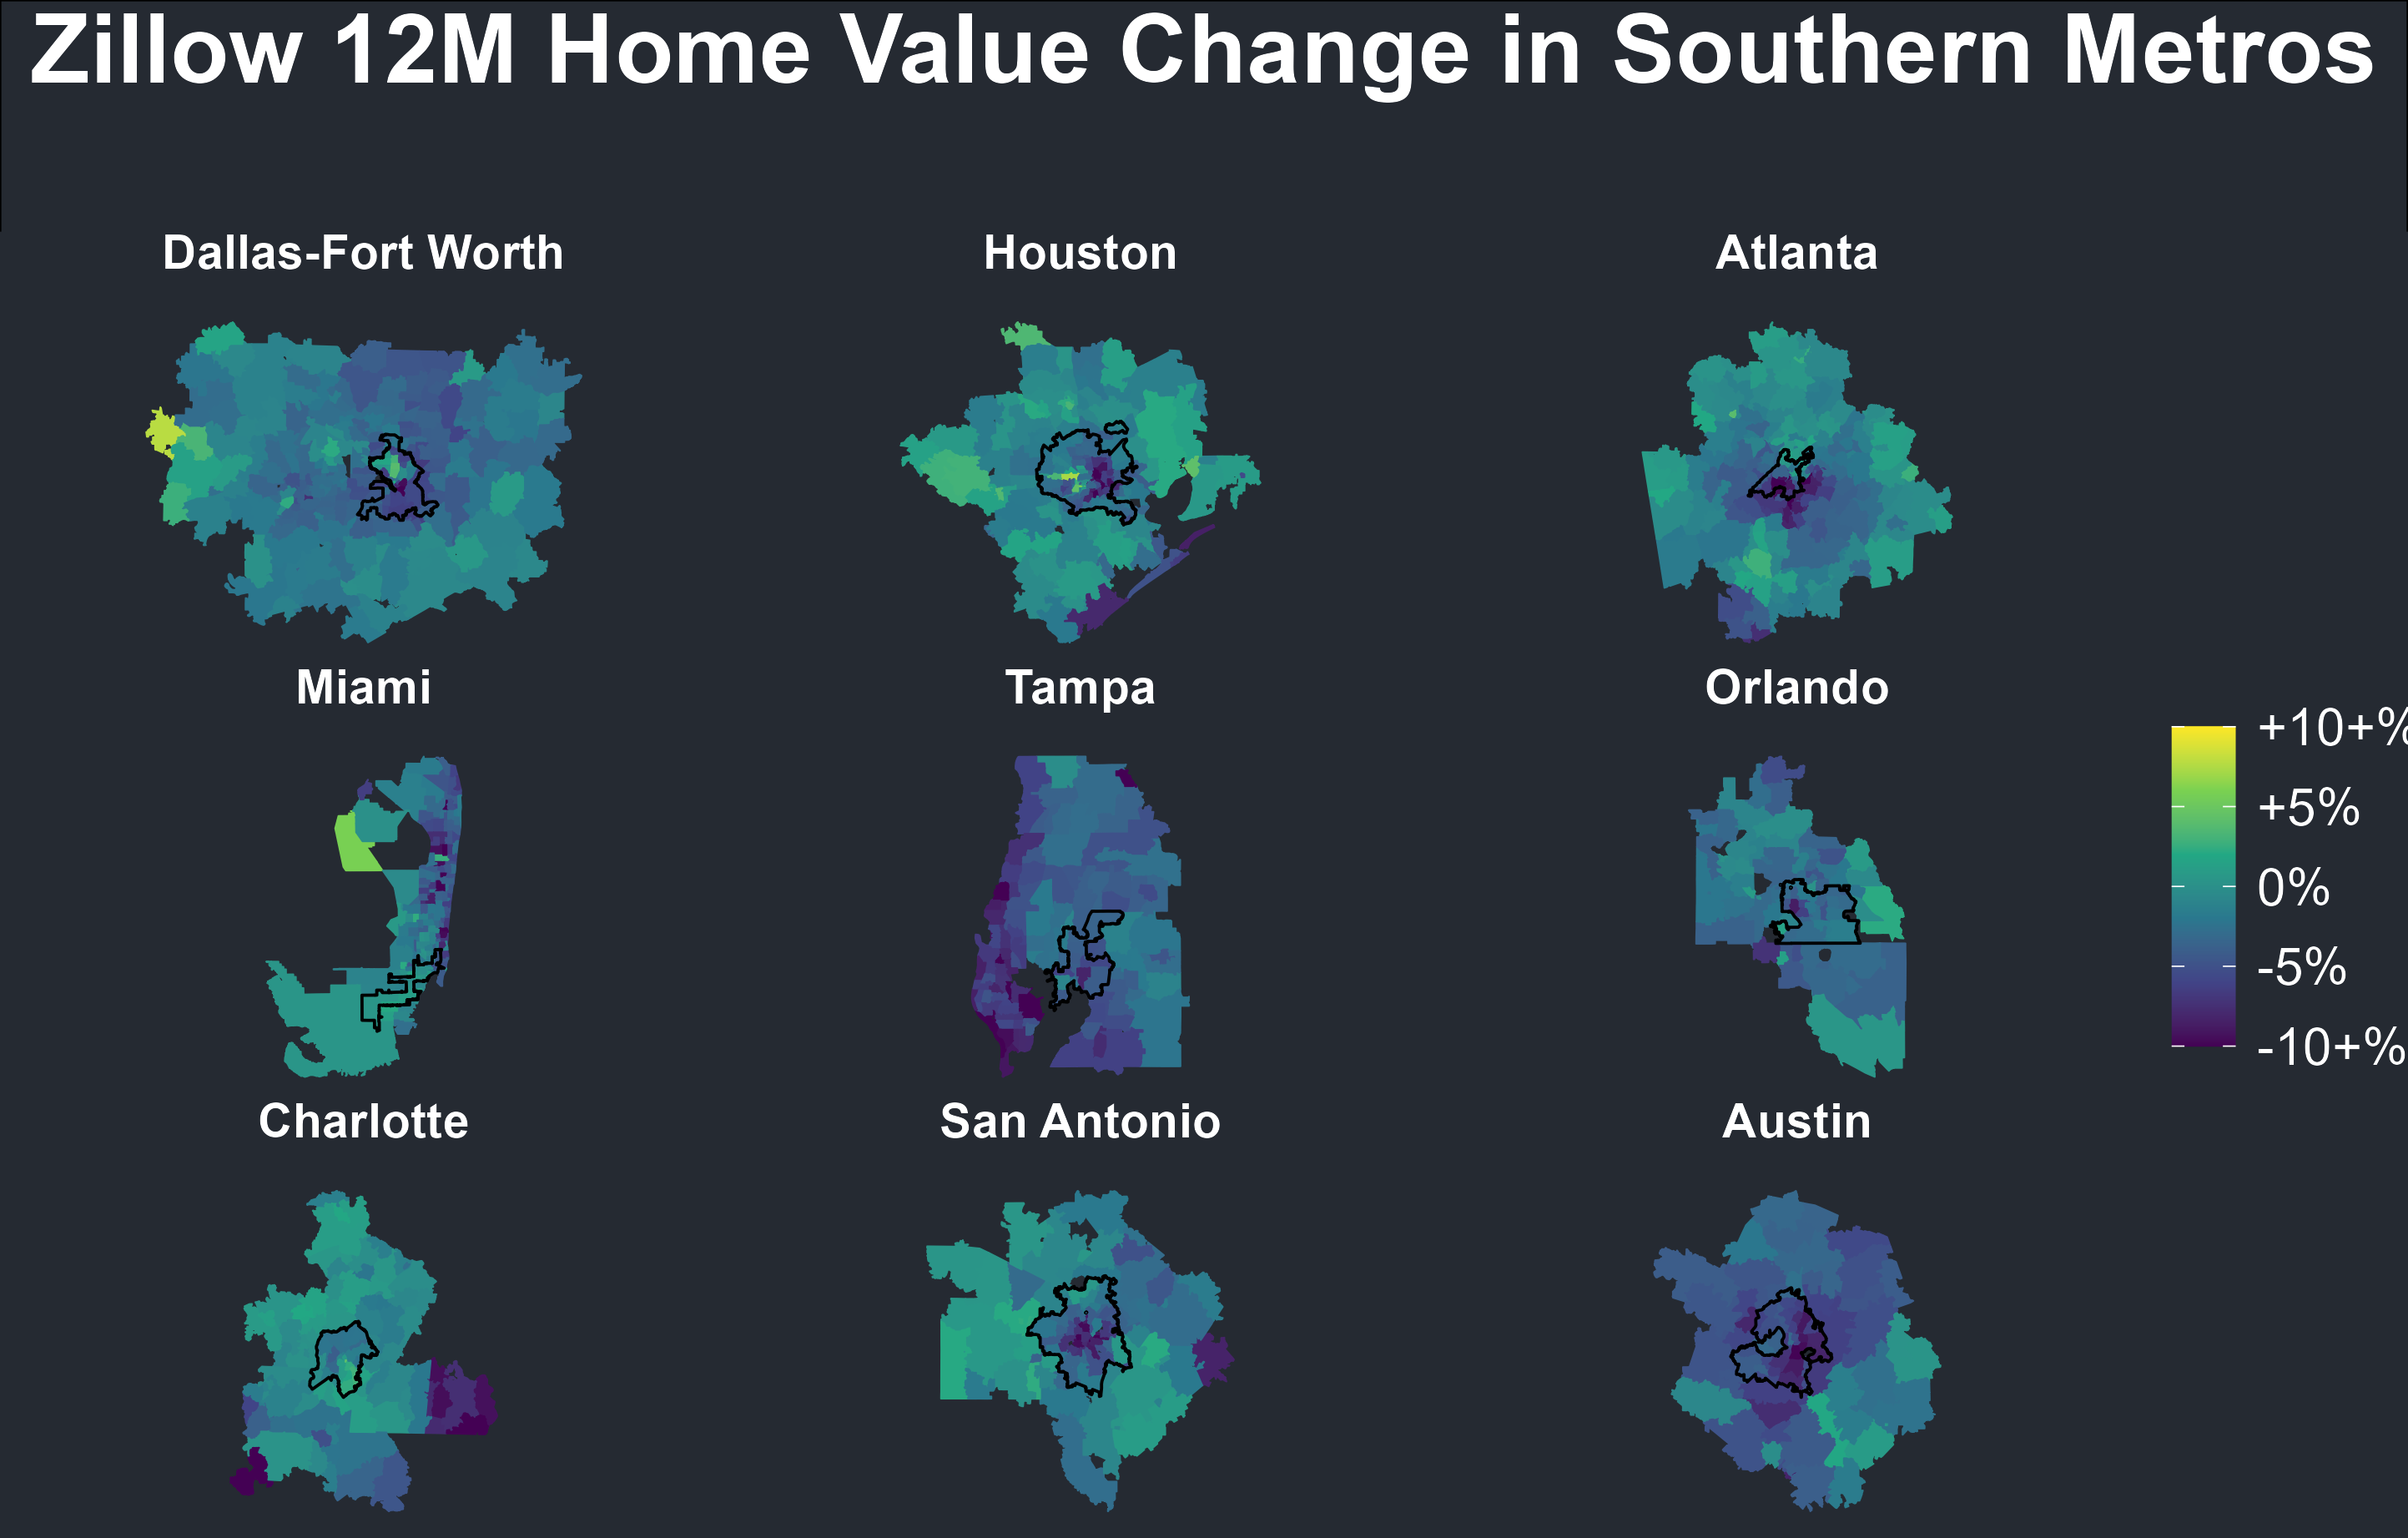 Zillow 12M Home Value Change in Southern Metros
Dallas-Fort Worth
Houston
Atlanta
Miami
Tampa
Orlando
+10+%
+5%
0%
-5%
-10+%
Charlotte
San Antonio
Austin